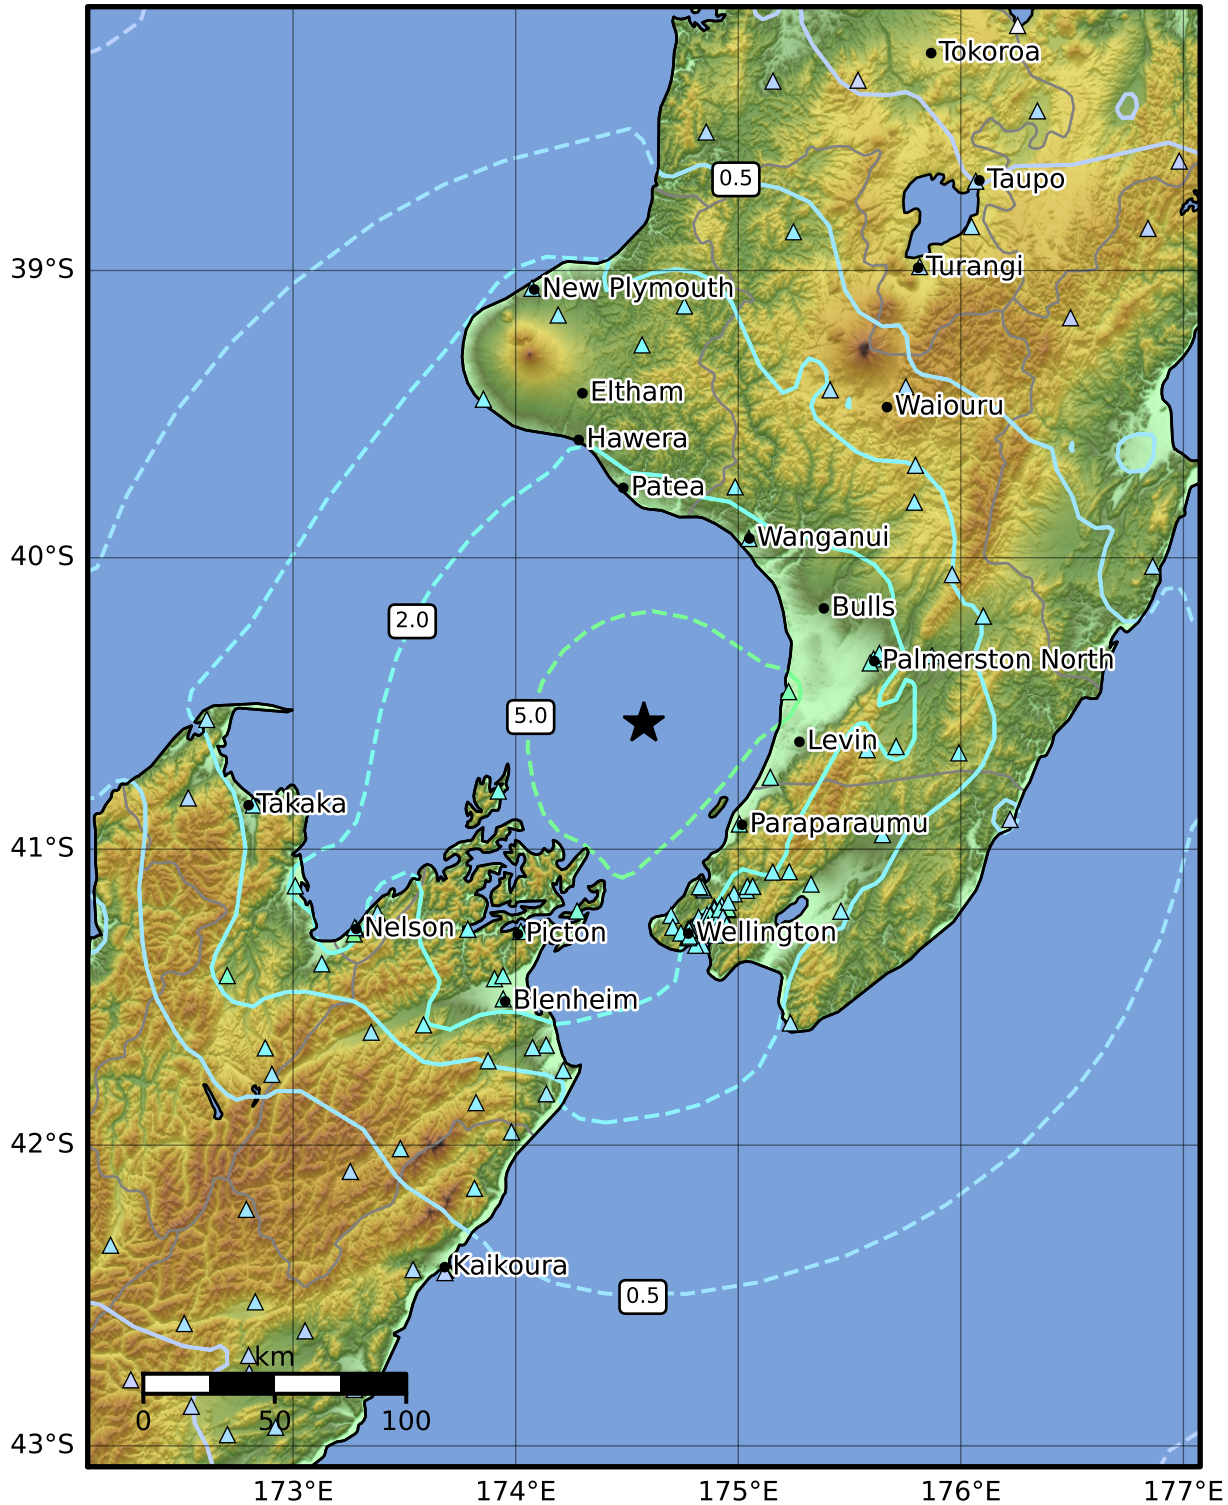 Tokoroa
0.5
Taupo
39°S
Turangi
New Plymouth
Eltham
Waiouru
Hawera
Patea
40°S
Wanganui
2.0
Bulls
Palmerston North
5.0
Levin
Takaka
Paraparaumu
41°S
Nelson
Picton
Wellington
Blenheim
42°S
Kaikoura
0.5
km
0 50 100
43°S
173°E 174°E 175°E 176°E 177°E